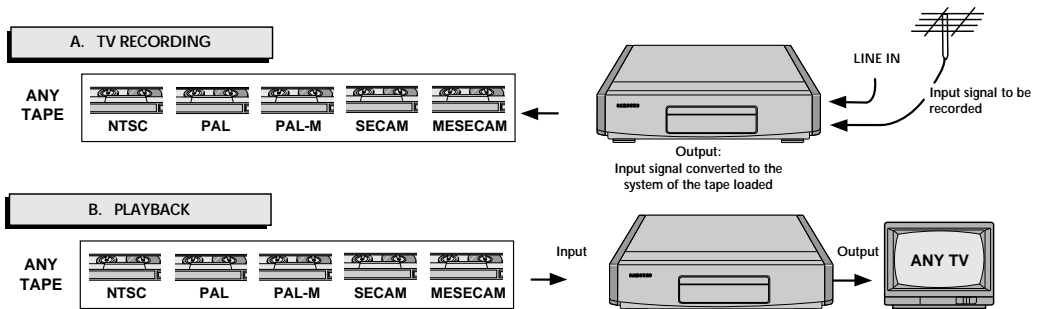 A. TV RECORDING
LINE IN
ANY
TAPE
NTSC PAL PAL-M SECAM MESECAM
SAMSUNG
Input signal to be
recorded
Output:
Input signal converted to the
system of the tape loaded
B. PLAYBACK
ANY
TAPE
NTSC PAL PAL-M SECAM MESECAM
Input
SAMSUNG
Output
ANY TV